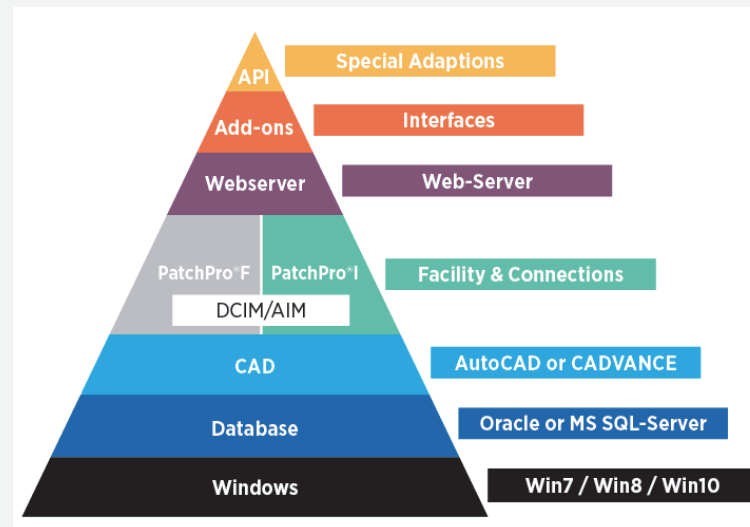 API
Special Adaptions
Add-ons
Interfaces
Webserver
Web-Server
PatchPro®F
PatchPro®I
Facility & Connections
DCIM/AIM
CAD
AutoCAD or CADVANCE
Database
Oracle or MS SQL-Server
Windows
Win7 / Win8 / Win10